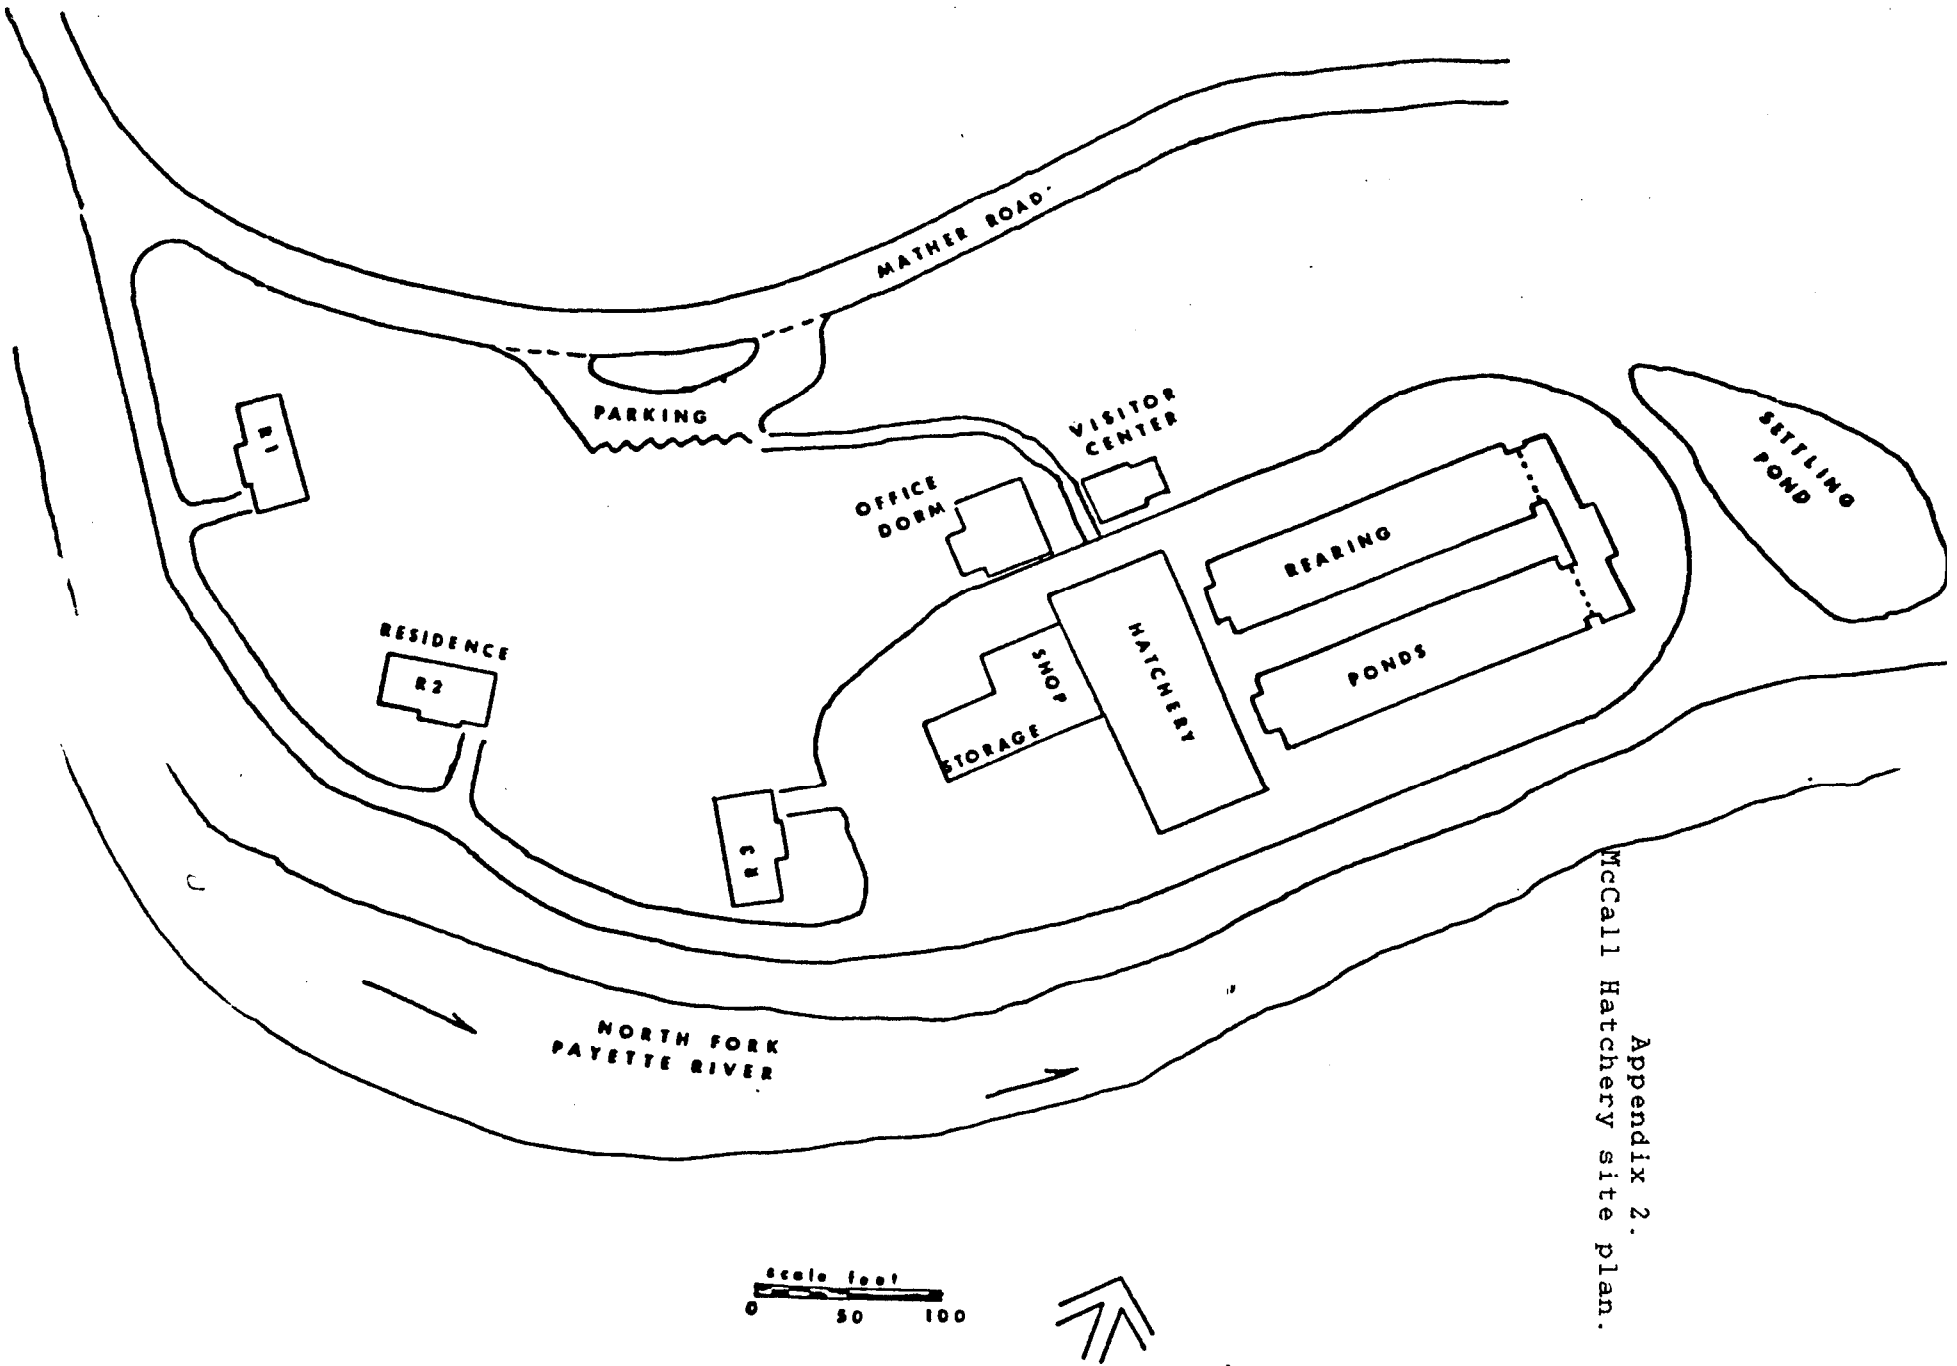 MATHER ROAD
PARKING
VISITOR
CENTER
SETTLING
POND
R1
OFFICE
DORM
REARING
PONDS
HATCHERY
SHOP
STORAGE
RESIDENCE
R2
R3
NORTH FORK
PAYETTE RIVER
scale feet
0 50 100
Appendix 2.
McCall Hatchery site plan.